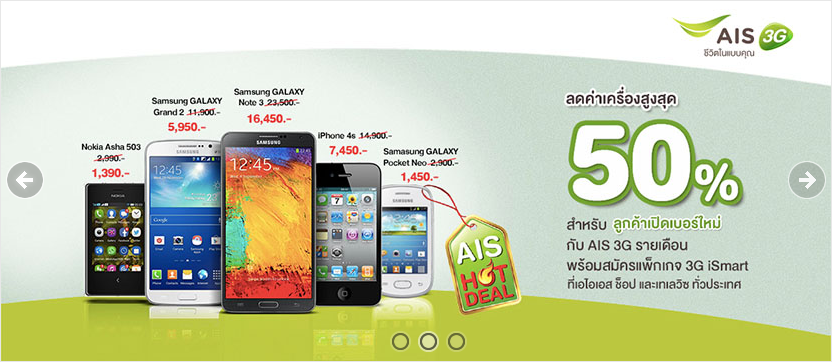 AIS 3G
ชีวิตในแบบคุณ
Samsung GALAXY
Note 3 23,500.-
16,450.-
Samsung GALAXY
Grand 2 11,900.-
5,950.-
iPhone 4s 14,900.-
7,450.-
Nokia Asha 503
2,990.-
1,390.-
Samasung GALAXY
Pocket Neo 2,900.-
1,450.-
SAMSUNG
12:45
12:45
AIS
HOT
DEAL
ลดค่าเครื่องสูงสุด
50%
สำหรับ ลูกค้าเปิดเบอร์ใหม่
กับ AIS 3G รายเดือน
พร้อมสมัครแพ็กเกจ 3G iSmart
ที่เอไอเอส ช็อป และเทเลวิซ ทั่วประเทศ